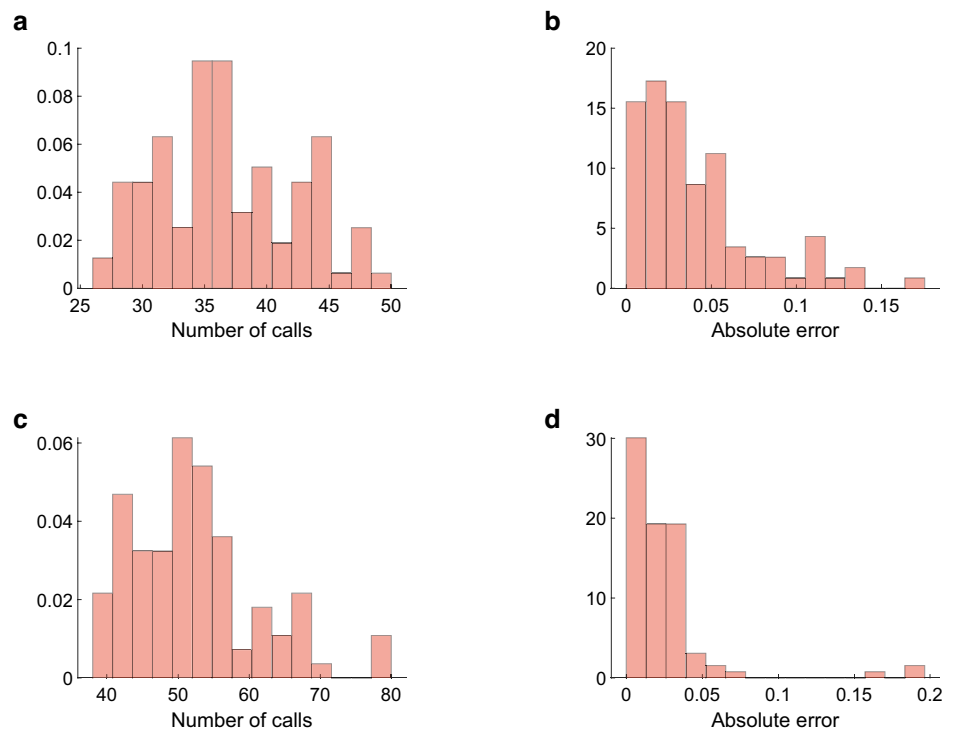 a
0.1
0.08
0.06
0.04
0.02
0
25 30 35 40 45 50
Number of calls
b
20
15
10
5
0
0 0.05 0.1 0.15
Absolute error
c
0.06
0.04
0.02
0
40 50 60 70 80
Number of calls
d
30
20
10
0
0 0.05 0.1 0.15 0.2
Absolute error